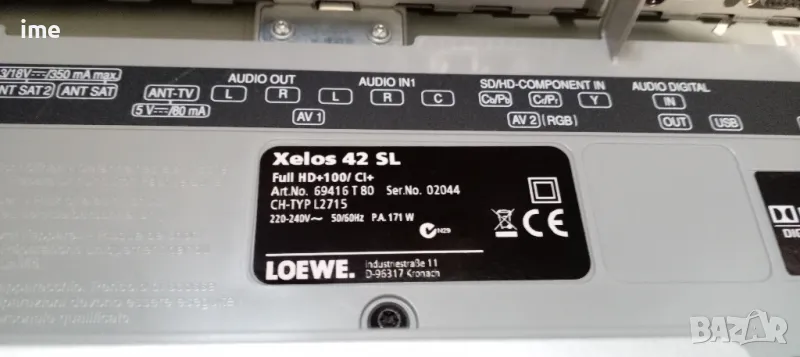 ime
3/18V⎓/350 mA max.
ANT SAT2 ANT SAT
ANT-TV
5 V⎓/80 mA
AUDIO OUT
L R
AV 1
AUDIO IN1
L R C
SD/HD-COMPONENT IN
CB/PB CR/PR Y
AV 2 (RGB)
AUDIO DIGITAL
IN
OUT
USB
Xelos 42 SL
Full HD+100/ CI+
Art.No. 69416 T 80 Ser.No. 02044
CH-TYP L2715
220-240V~ 50/60Hz P.A. 171 W
N29
CE
LOEWE.
Industriestraße 11
D-96317 Kronach
BAZAR